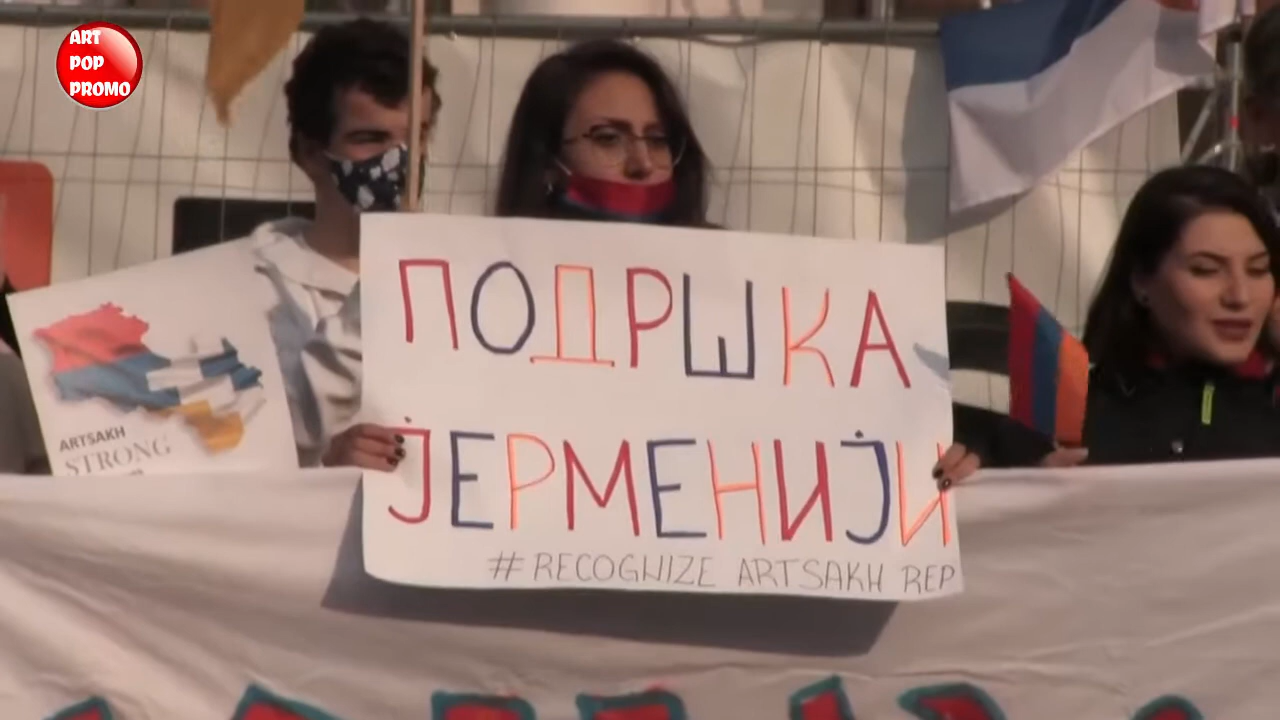 ART
POP
PROMO
ПОДРШКА
ЈЕРМЕНИЈИ
# RECOGNIZE ARTSAKH REP
ARTSAKH
STRONG